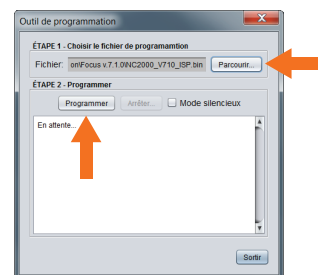 Outil de programmation
ÉTAPE 1 - Choisir le fichier de programamtion
Fichier: on\Focus v.7.1.0\NC2000_V710_ISP.bin Parcourir...
ÉTAPE 2 - Programmer
Programmer Arrêter... Mode silencieux
En attente...
Sortir